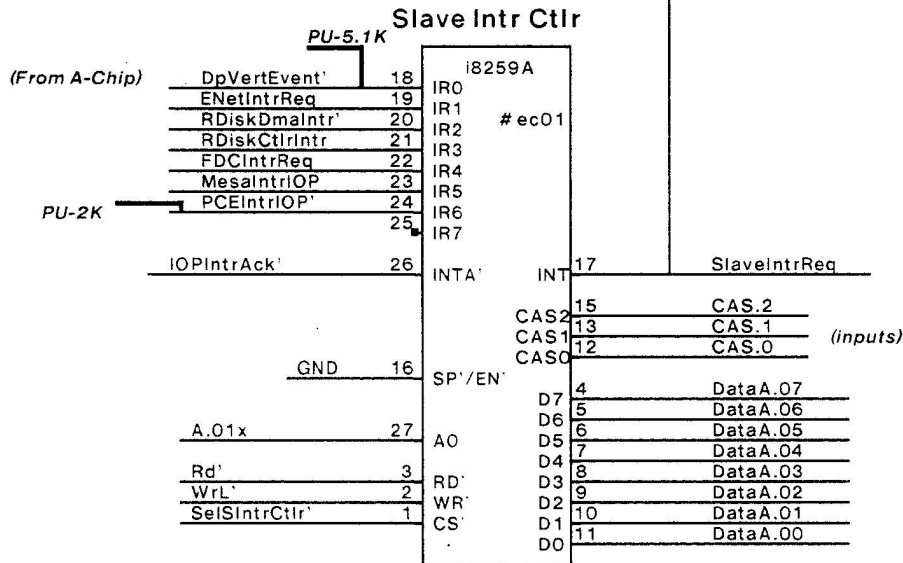 Slave Intr Ctlr
PU-5.1K
i8259A
(From A-Chip) DpVertEvent' 18 IR0
ENetIntrReq 19 IR1
RDiskDmaIntr' 20 IR2 #ec01
RDiskCtlrIntr 21 IR3
FDCIntrReq 22 IR4
MesaIntrIOP 23 IR5
PU-2K PCEIntrIOP' 24 IR6
25 IR7
IOPIntrAck' 26 INTA' INT 17 SlaveIntrReq
CAS2 15 CAS.2
CAS1 13 CAS.1 (inputs)
CAS0 12 CAS.0
GND 16 SP'/EN'
D7 4 DataA.07
D6 5 DataA.06
A.01x 27 A0 D5 6 DataA.05
D4 7 DataA.04
Rd' 3 RD' D3 8 DataA.03
WrL' 2 WR' D2 9 DataA.02
SelSIntrCtlr' 1 CS' D1 10 DataA.01
D0 11 DataA.00